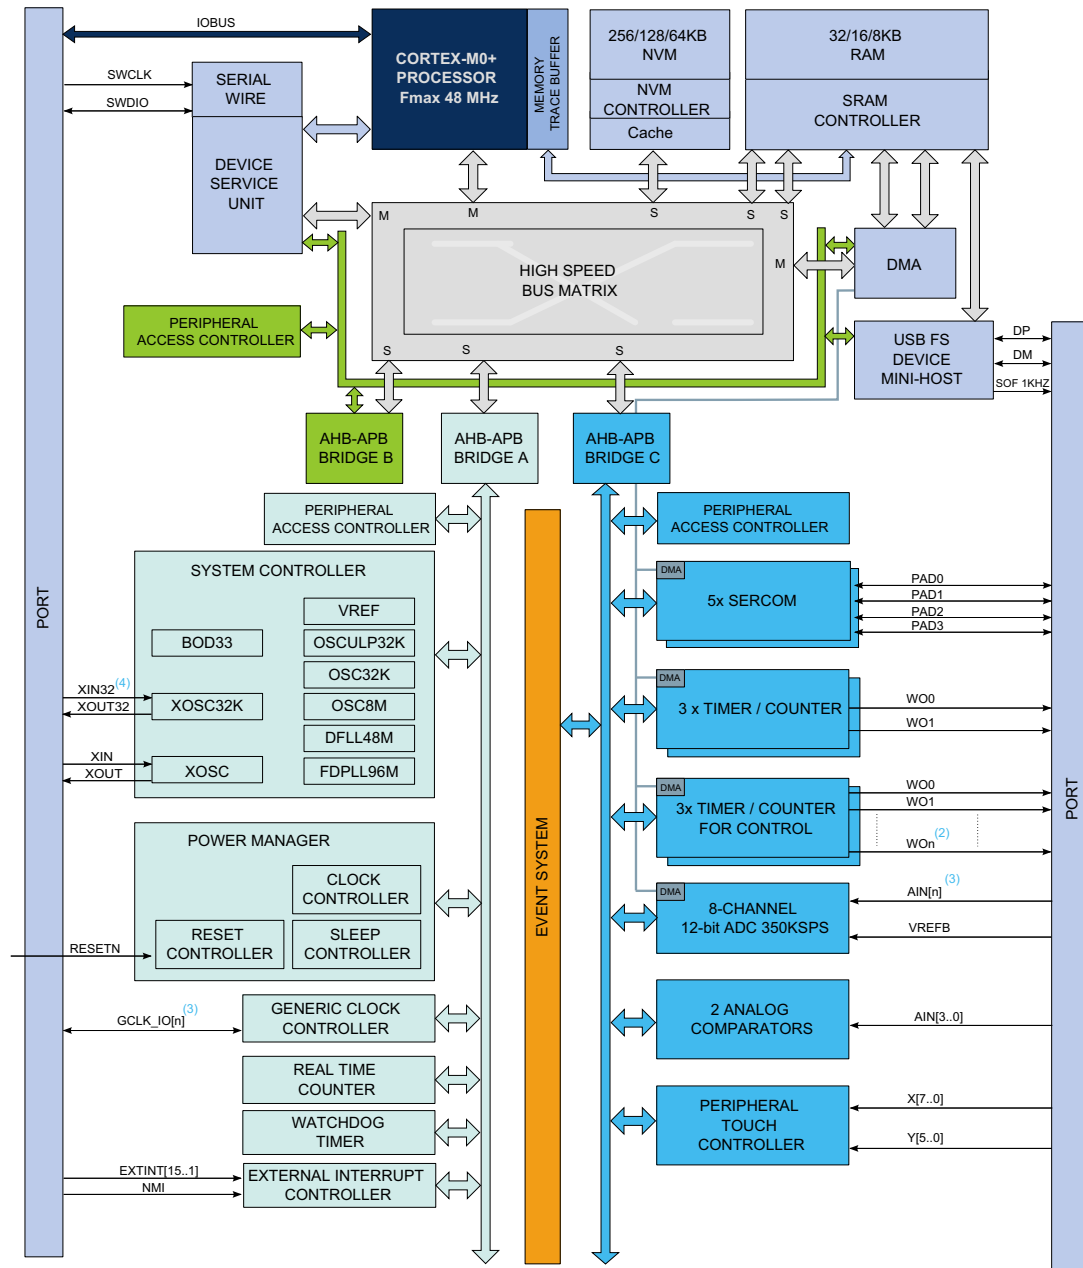 IOBUS
CORTEX-M0+
PROCESSOR
Fmax 48 MHz
MEMORY
TRACE BUFFER
256/128/64KB
NVM
NVM
CONTROLLER
Cache
32/16/8KB
RAM
SRAM
CONTROLLER
SWCLK
SWDIO
SERIAL
WIRE
DEVICE
SERVICE
UNIT
M
M
S
S
S
M
HIGH SPEED
BUS MATRIX
S
S
S
DMA
PERIPHERAL
ACCESS CONTROLLER
USB FS
DEVICE
MINI-HOST
DP
DM
SOF 1KHZ
AHB-APB
BRIDGE B
AHB-APB
BRIDGE A
AHB-APB
BRIDGE C
PERIPHERAL
ACCESS CONTROLLER
PERIPHERAL
ACCESS CONTROLLER
PORT
PORT
EVENT SYSTEM
SYSTEM CONTROLLER
VREF
BOD33
OSCULP32K
OSC32K
XIN32(4)
XOUT32
XOSC32K
OSC8M
DFLL48M
XIN
XOUT
XOSC
FDPLL96M
DMA
5x SERCOM
PAD0
PAD1
PAD2
PAD3
DMA
3 x TIMER / COUNTER
WO0
WO1
DMA
3x TIMER / COUNTER
FOR CONTROL
WO0
WO1
WOn(2)
POWER MANAGER
CLOCK
CONTROLLER
RESETN
RESET
CONTROLLER
SLEEP
CONTROLLER
DMA
8-CHANNEL
12-bit ADC 350KSPS
AIN[n](3)
VREFB
GCLK_IO[n](3)
GENERIC CLOCK
CONTROLLER
2 ANALOG
COMPARATORS
AIN[3..0]
REAL TIME
COUNTER
WATCHDOG
TIMER
PERIPHERAL
TOUCH
CONTROLLER
X[7..0]
Y[5..0]
EXTINT[15..1]
NMI
EXTERNAL INTERRUPT
CONTROLLER